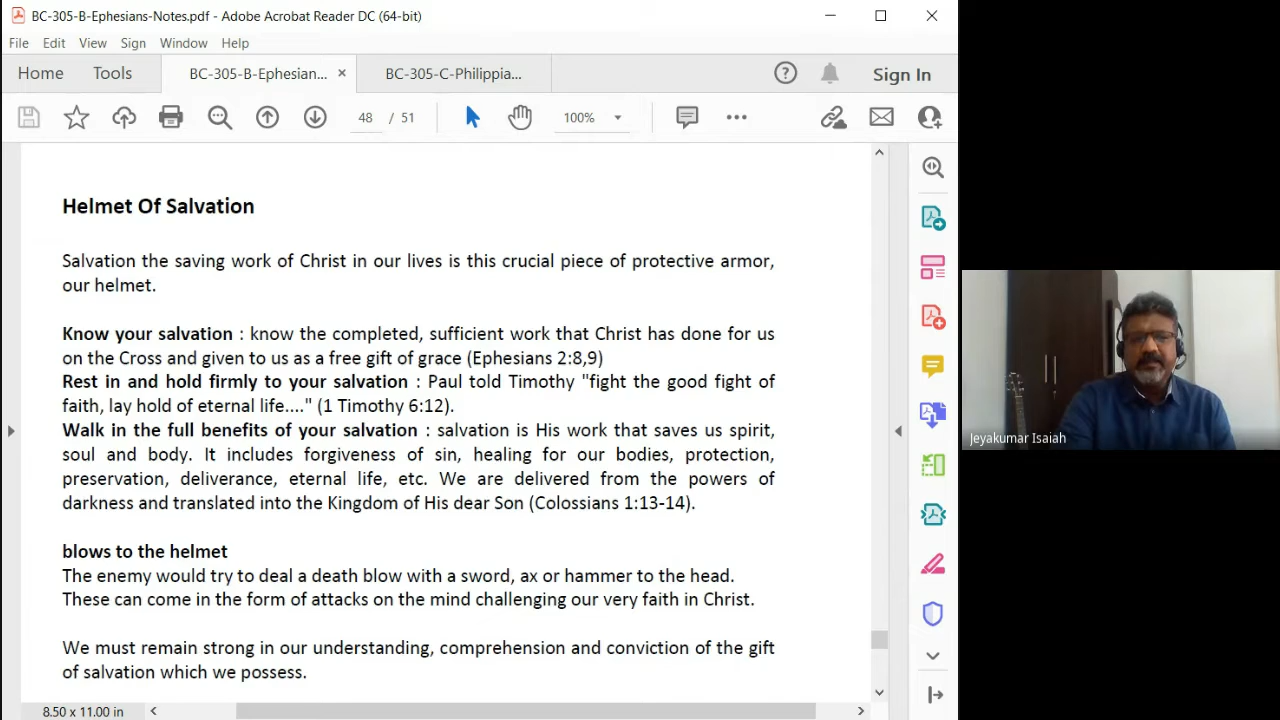 BC-305-B-Ephesians-Notes.pdf - Adobe Acrobat Reader DC (64-bit)
File Edit View Sign Window Help
Home Tools BC-305-B-Ephesian... × BC-305-C-Philippia... Sign In
48 / 51 100%
Helmet Of Salvation
Salvation the saving work of Christ in our lives is this crucial piece of protective armor,
our helmet.
Know your salvation : know the completed, sufficient work that Christ has done for us
on the Cross and given to us as a free gift of grace (Ephesians 2:8,9)
Rest in and hold firmly to your salvation : Paul told Timothy "fight the good fight of
faith, lay hold of eternal life...." (1 Timothy 6:12).
Walk in the full benefits of your salvation : salvation is His work that saves us spirit,
soul and body. It includes forgiveness of sin, healing for our bodies, protection,
preservation, deliverance, eternal life, etc. We are delivered from the powers of
darkness and translated into the Kingdom of His dear Son (Colossians 1:13-14).
blows to the helmet
The enemy would try to deal a death blow with a sword, ax or hammer to the head.
These can come in the form of attacks on the mind challenging our very faith in Christ.
We must remain strong in our understanding, comprehension and conviction of the gift
of salvation which we possess.
8.50 x 11.00 in
Jeyakumar Isaiah